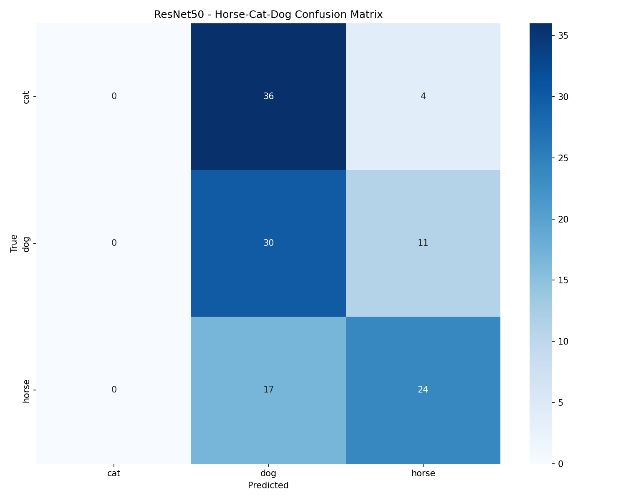 ResNet50 - Horse-Cat-Dog Confusion Matrix
cat
0
36
4
True
dog
0
30
11
horse
0
17
24
cat
dog
horse
Predicted
35
30
25
20
15
10
5
0